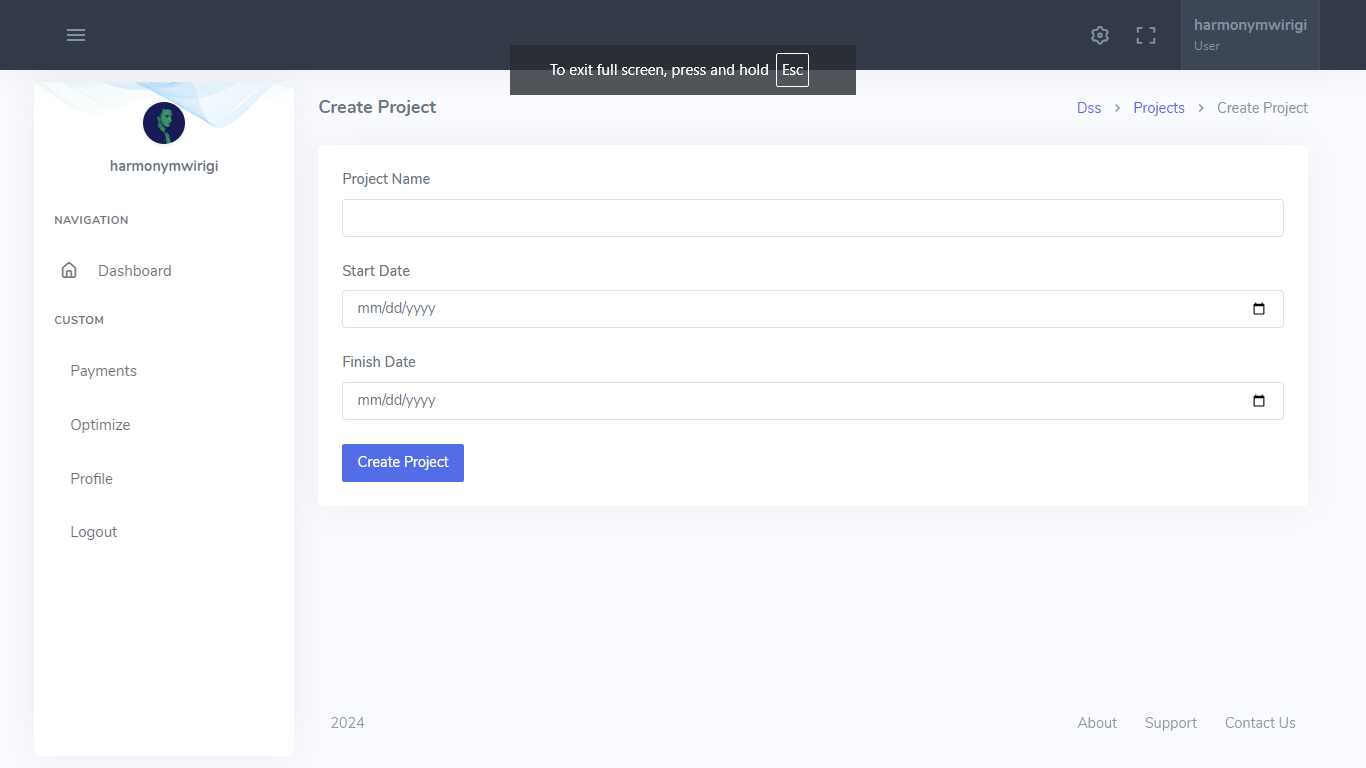 harmonymwirigi
User
To exit full screen, press and hold Esc
harmonymwirigi
NAVIGATION
Dashboard
CUSTOM
Payments
Optimize
Profile
Logout
Create Project
Dss > Projects > Create Project
Project Name
Start Date
mm/dd/yyyy
Finish Date
mm/dd/yyyy
Create Project
2024
About Support Contact Us